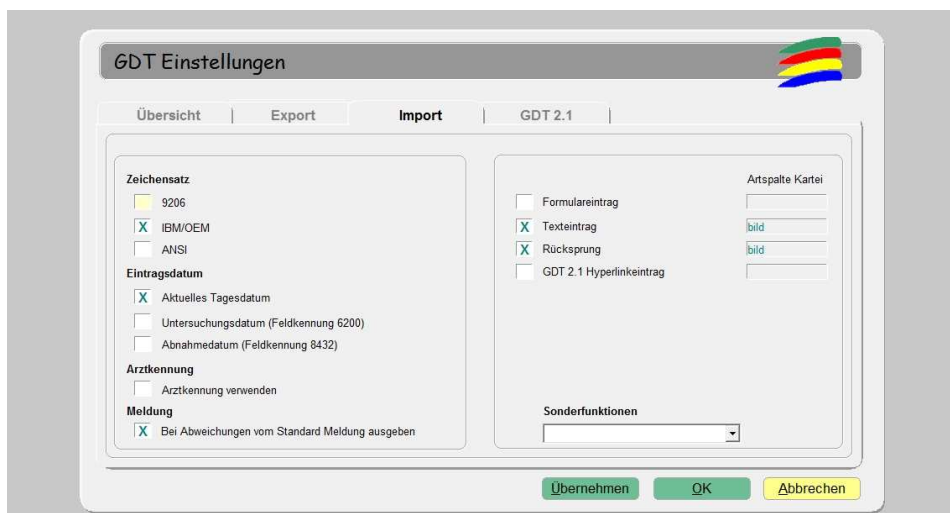 GDT Einstellungen
Übersicht | Export Import | GDT 2.1 |
Zeichensatz
9206
X IBM/OEM
ANSI
Eintragsdatum
X Aktuelles Tagesdatum
Untersuchungsdatum (Feldkennung 6200)
Abnahmedatum (Feldkennung 8432)
Arztkennung
Arztkennung verwenden
Meldung
X Bei Abweichungen vom Standard Meldung ausgeben
Artspalte Kartei
Formulareintrag
X Texteintrag bild
X Rücksprung bild
GDT 2.1 Hyperlinkeintrag
Sonderfunktionen
Übernehmen OK Abbrechen